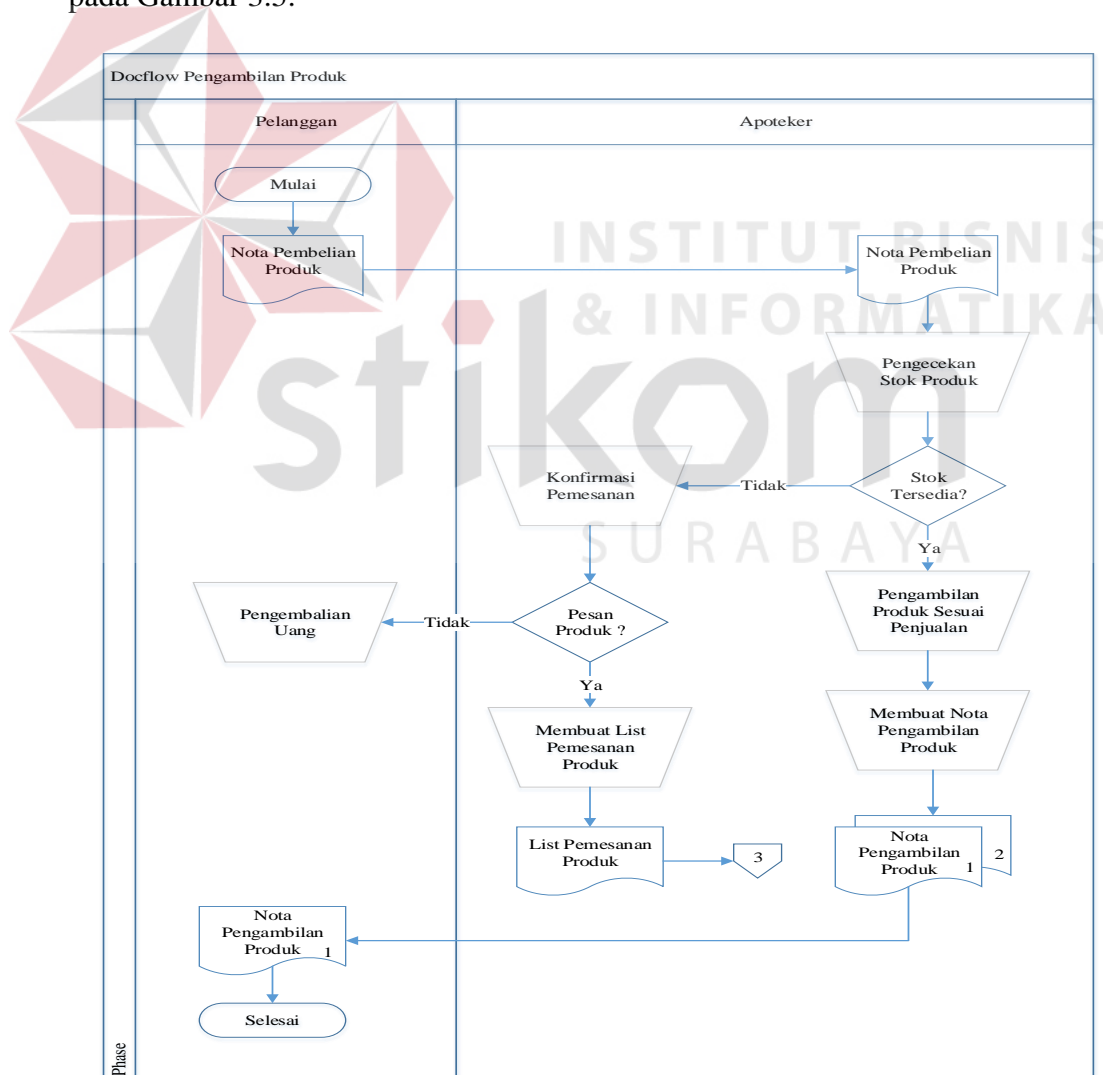 pada Gambar 3.3.
Docflow Pengambilan Produk
Pelanggan
Apoteker
Mulai
Nota Pembelian
Produk
Nota Pembelian
Produk
Pengecekan
Stok Produk
Stok
Tersedia?
Tidak
Konfirmasi
Pemesanan
Ya
Pengambilan
Produk Sesuai
Penjualan
Pesan
Produk ?
Tidak
Pengembalian
Uang
Ya
Membuat List
Pemesanan
Produk
Membuat Nota
Pengambilan
Produk
List Pemesanan
Produk
3
Nota
Pengambilan
Produk 1
2
Nota
Pengambilan
Produk 1
Selesai
Phase
INSTITUT BISNIS
& INFORMATIKA
stikom
SURABAYA